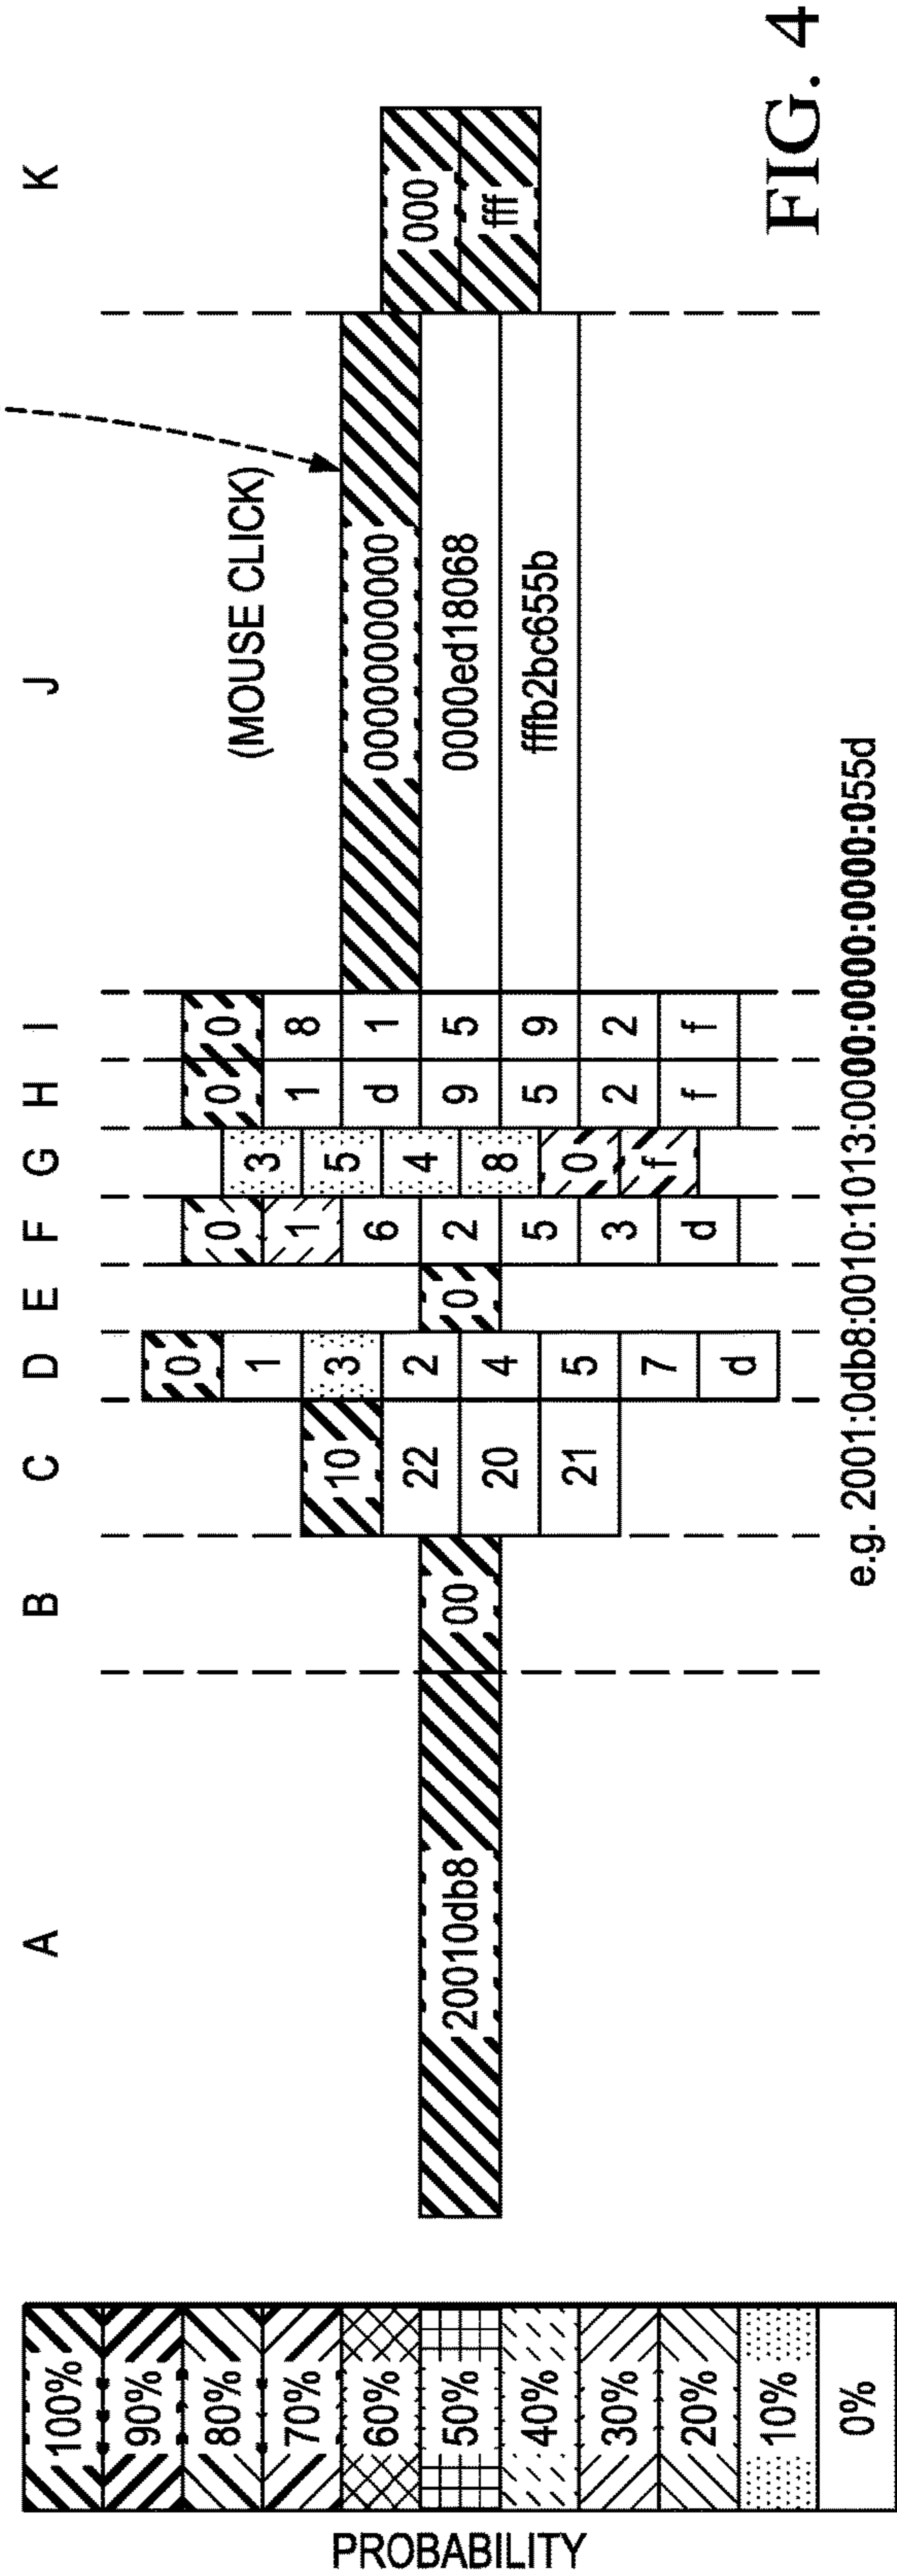 PROBABILITY
100%
90%
80%
70%
60%
50%
40%
30%
20%
10%
0%
A
20010db8
B
00
C
10
22
20
21
D
0
1
3
2
4
5
7
d
E
0
F
0
1
6
2
5
3
d
G
3
5
4
8
0
f
H
0
1
d
9
5
2
f
I
0
8
1
5
9
2
f
J
(MOUSE CLICK)
0000000000
0000ed18068
fffb2bc655b
K
000
fff
e.g. 2001:0db8:0010:1013:0000:0000:0000:055d
FIG. 4